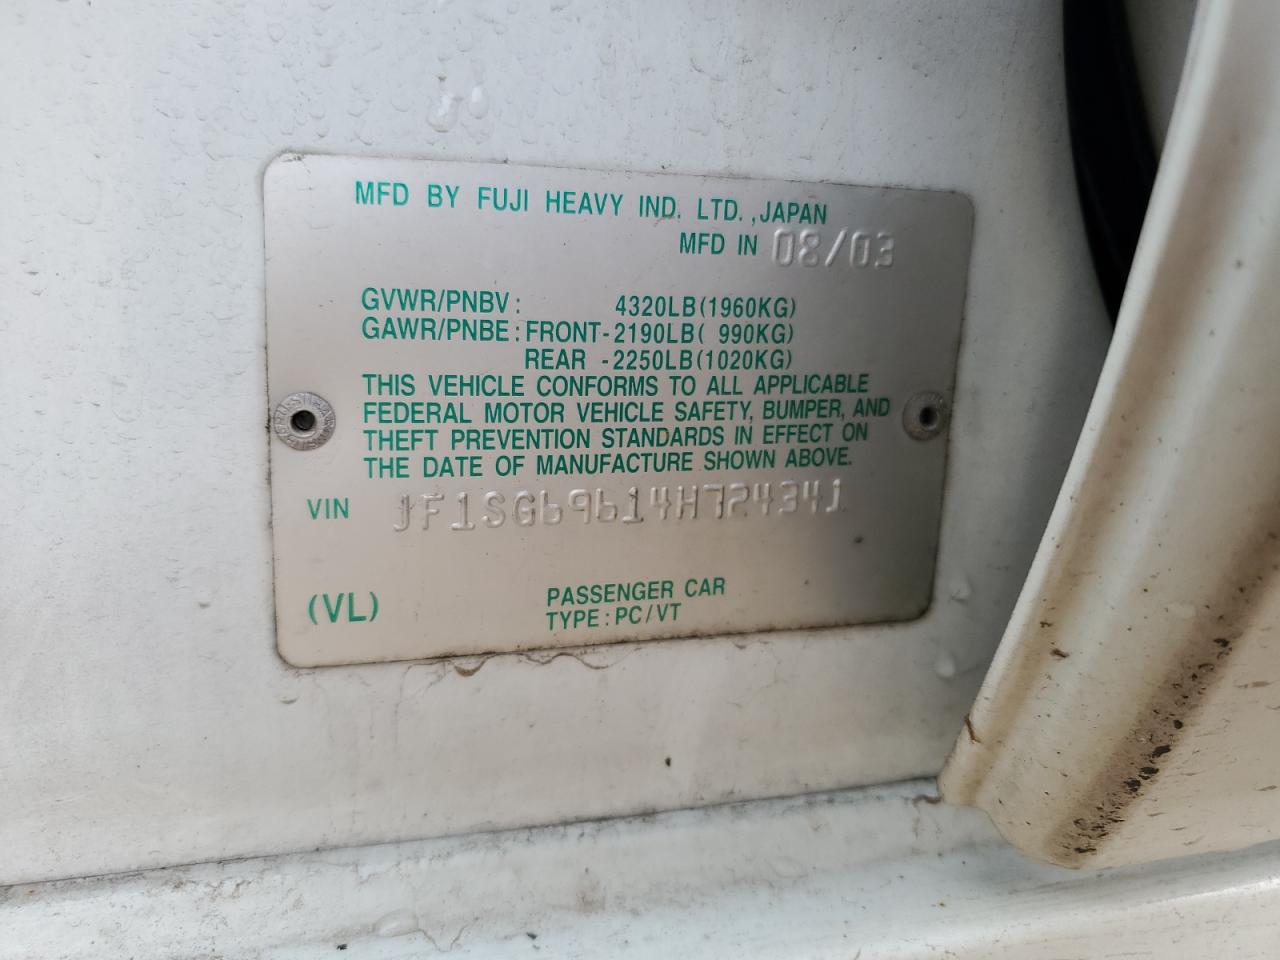 MFD BY FUJI HEAVY IND. LTD.,JAPAN
MFD IN 08/03
GVWR/PNBV: 4320LB(1960KG)
GAWR/PNBE:FRONT-2190LB( 990KG)
REAR -2250LB(1020KG)
THIS VEHICLE CONFORMS TO ALL APPLICABLE
FEDERAL MOTOR VEHICLE SAFETY, BUMPER, AND
THEFT PREVENTION STANDARDS IN EFFECT ON
THE DATE OF MANUFACTURE SHOWN ABOVE.
VIN JF1SG69614H724341
(VL) PASSENGER CAR
TYPE:PC/VT